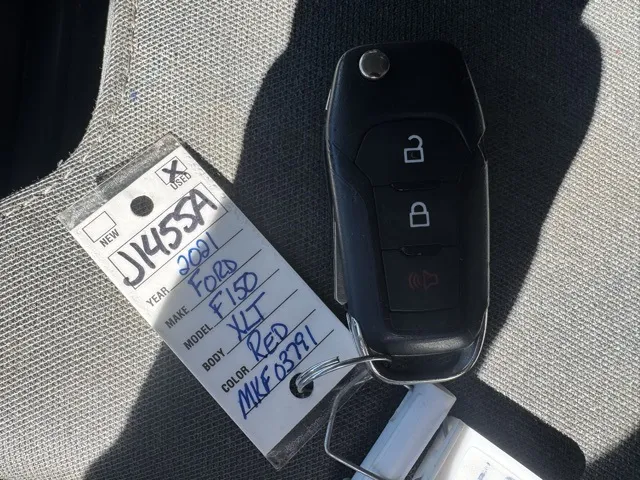 X
NEW USED
J1455A
YEAR 2021
MAKE FORD
MODEL F150
BODY XLT
COLOR RED
MKF03791